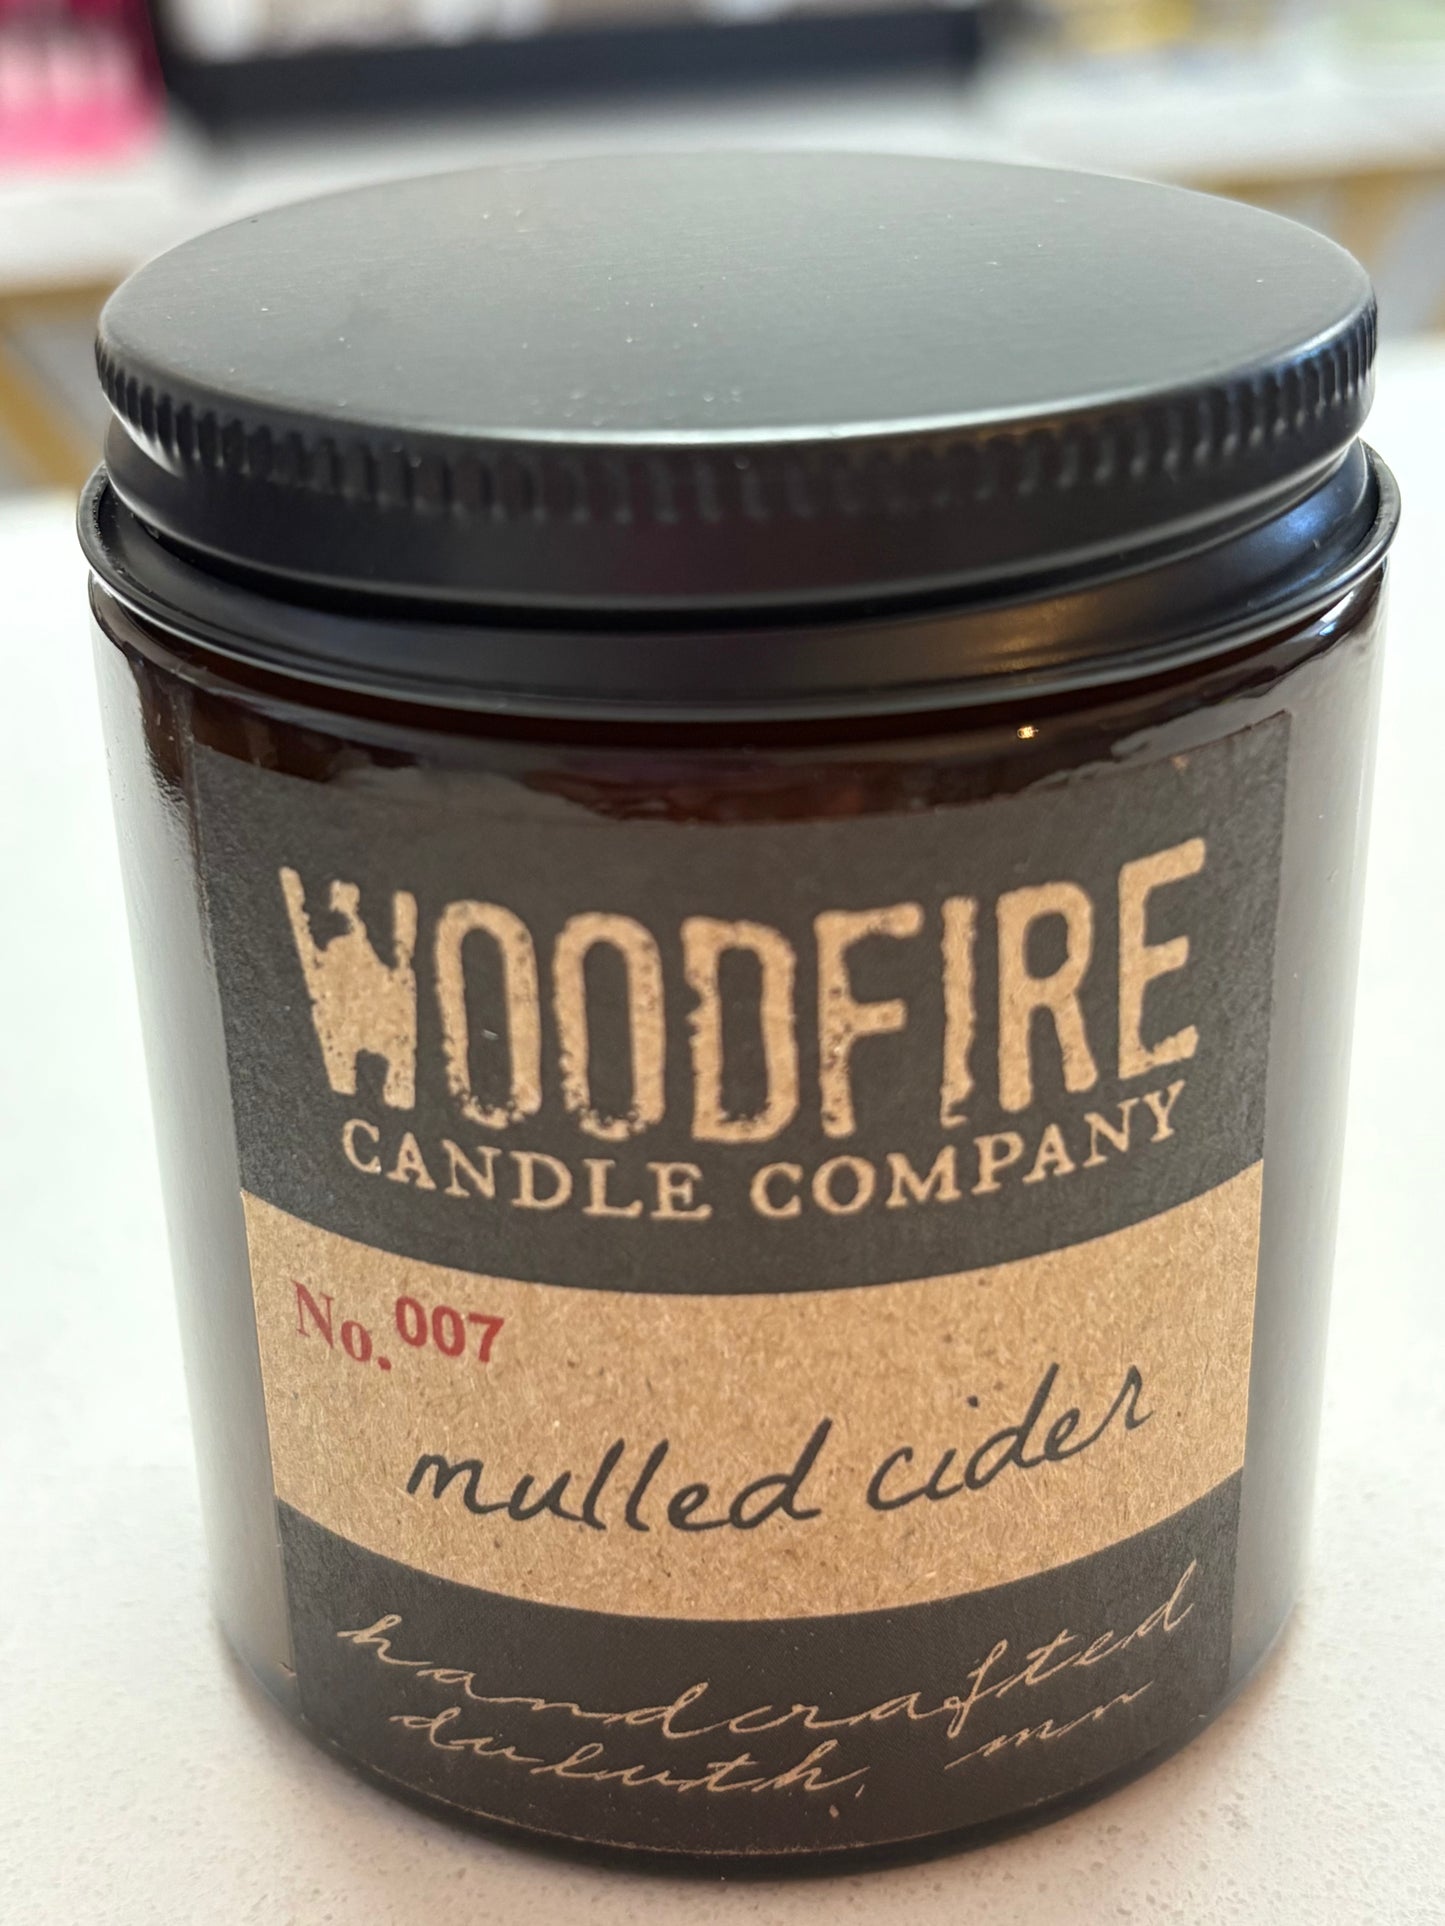 WOODFIRE
CANDLE COMPANY
No. 007
mulled cider
handcrafted
duluth, mn